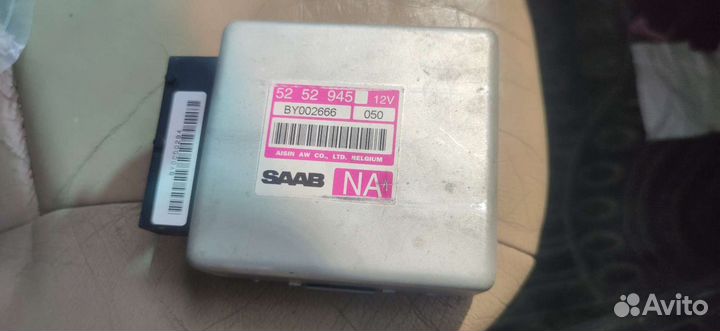 52 52 945 12V
BY002666 050
AISIN AW CO., LTD. BELGIUM
SAAB NA
Avito